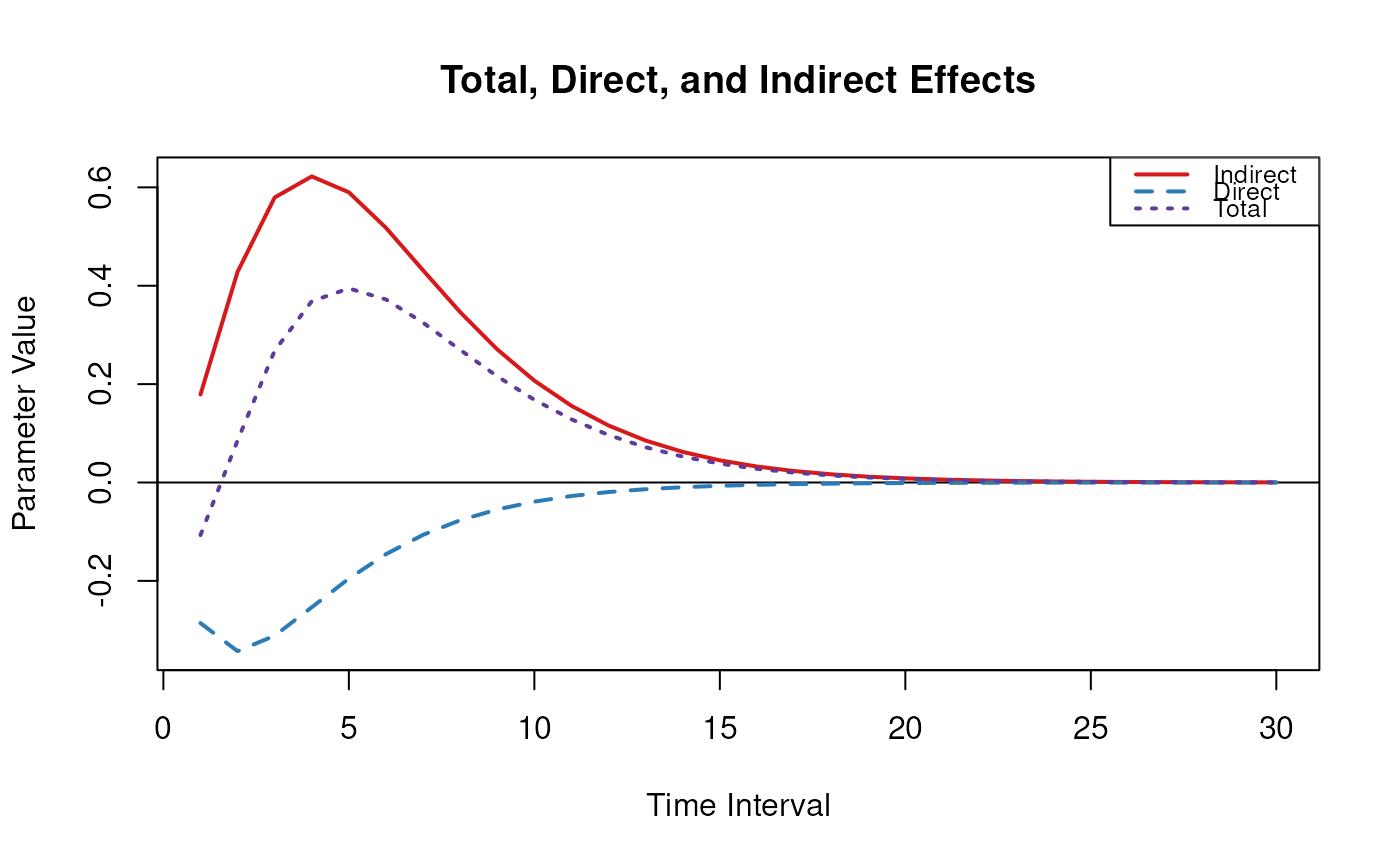 Total, Direct, and Indirect Effects
Indirect
Direct
Total
Parameter Value
0.6
0.4
0.2
0.0
-0.2
0 5 10 15 20 25 30
Time Interval